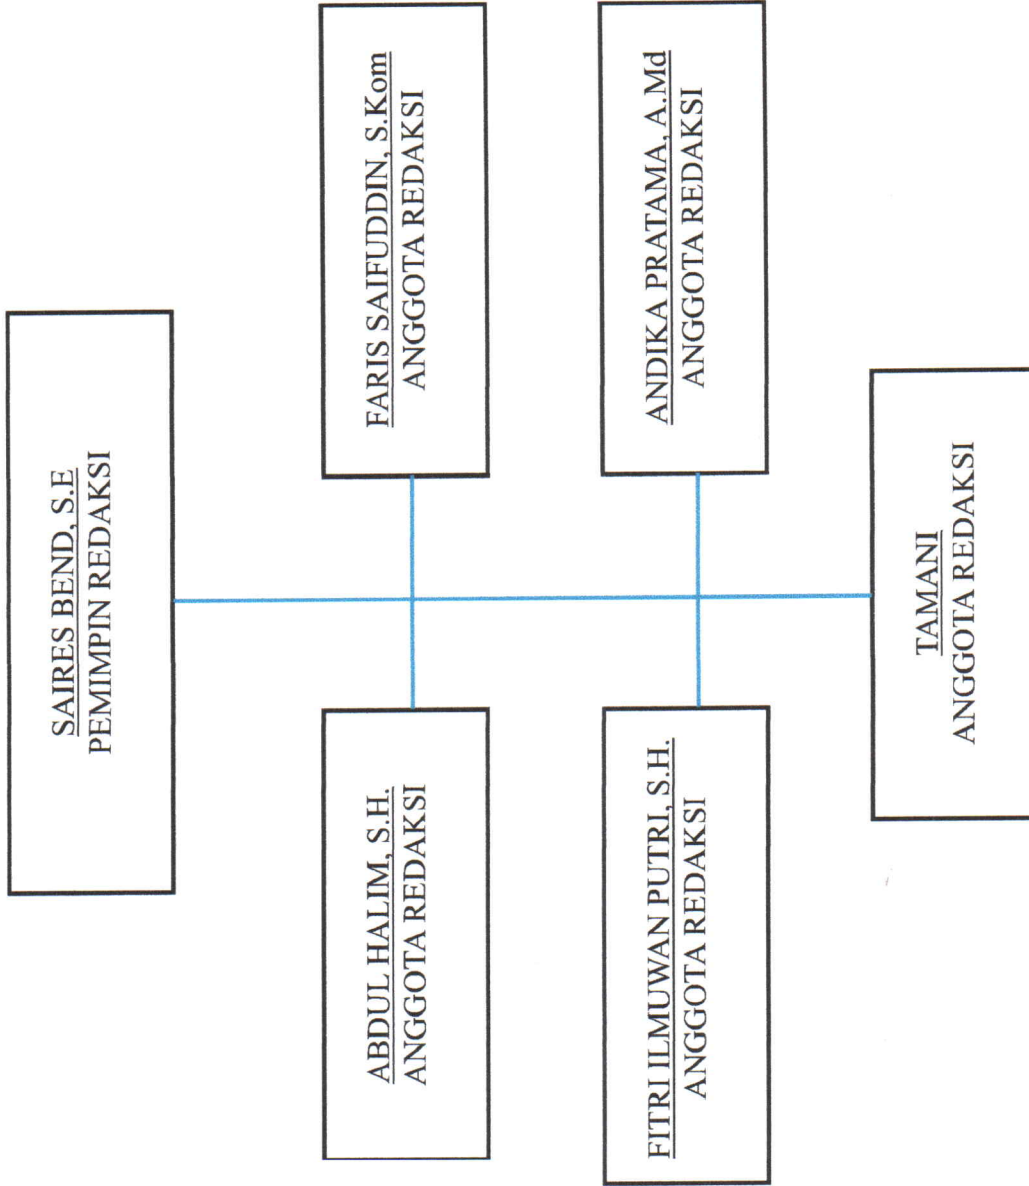 SAIRES BEND, S.E
PEMIMPIN REDAKSI
ABDUL HALIM, S.H.
ANGGOTA REDAKSI
FARIS SAIFUDDIN, S.Kom
ANGGOTA REDAKSI
FITRI ILMUWAN PUTRI, S.H.
ANGGOTA REDAKSI
ANDIKA PRATAMA, A.Md
ANGGOTA REDAKSI
TAMANI
ANGGOTA REDAKSI